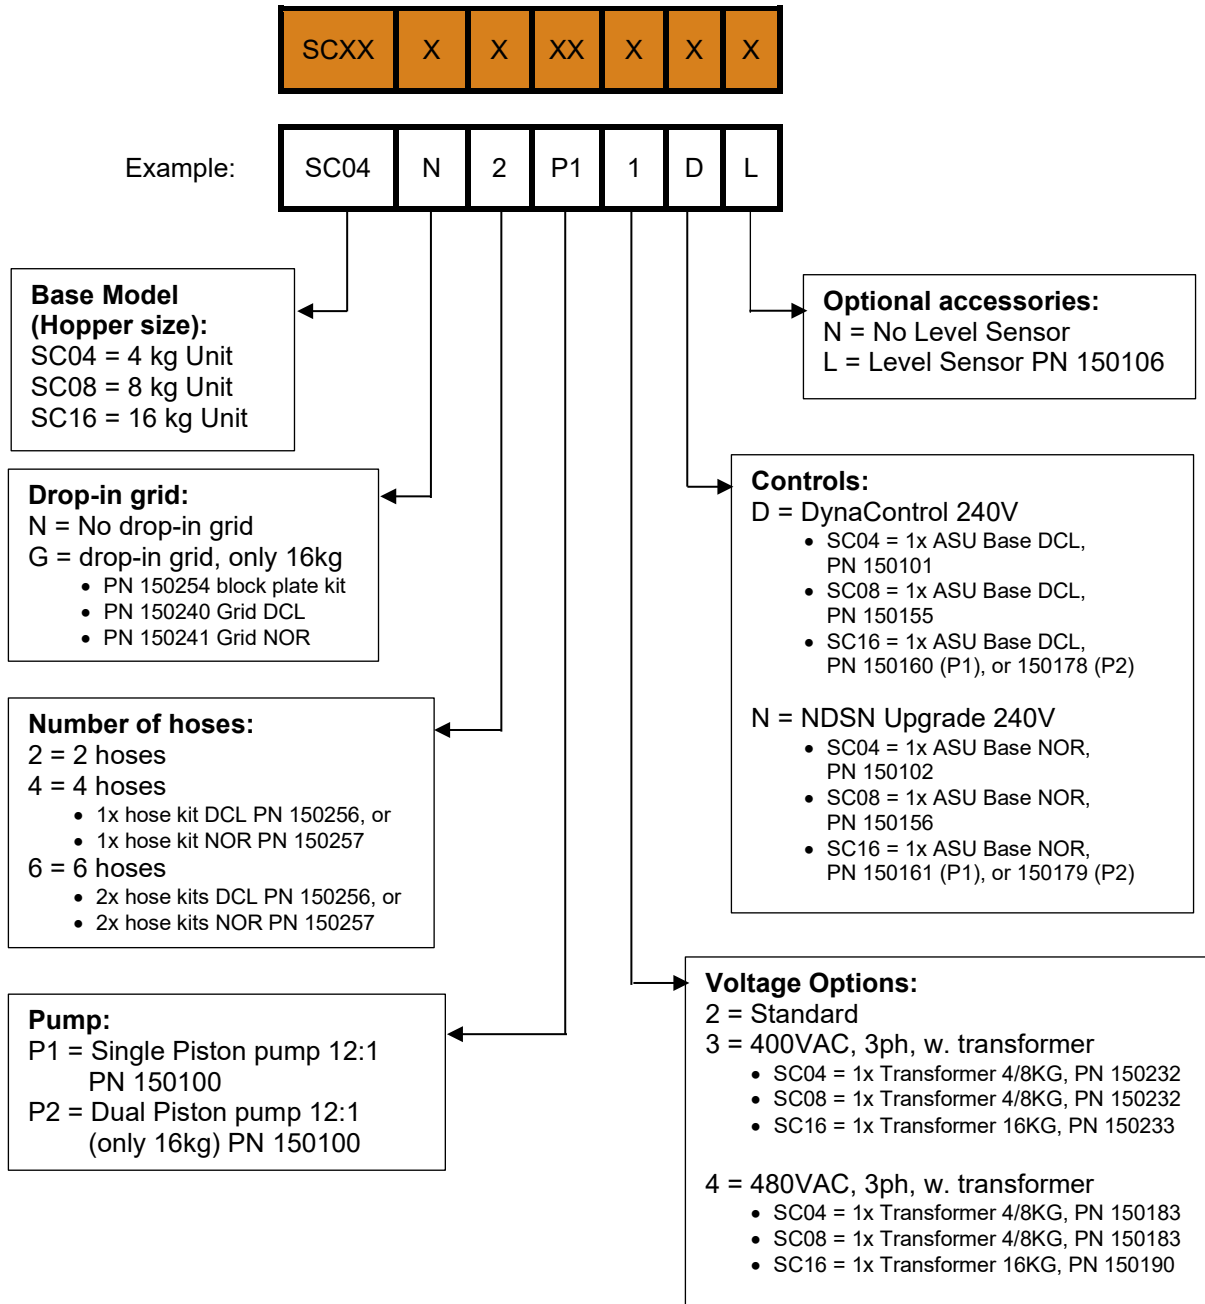 SCXX X X XX X X X
Example: SC04 N 2 P1 1 D L
Base Model
(Hopper size):
SC04 = 4 kg Unit
SC08 = 8 kg Unit
SC16 = 16 kg Unit
Optional accessories:
N = No Level Sensor
L = Level Sensor PN 150106
Drop-in grid:
N = No drop-in grid
G = drop-in grid, only 16kg
• PN 150254 block plate kit
• PN 150240 Grid DCL
• PN 150241 Grid NOR
Controls:
D = DynaControl 240V
• SC04 = 1x ASU Base DCL,
PN 150101
• SC08 = 1x ASU Base DCL,
PN 150155
• SC16 = 1x ASU Base DCL,
PN 150160 (P1), or 150178 (P2)
N = NDSN Upgrade 240V
• SC04 = 1x ASU Base NOR,
PN 150102
• SC08 = 1x ASU Base NOR,
PN 150156
• SC16 = 1x ASU Base NOR,
PN 150161 (P1), or 150179 (P2)
Number of hoses:
2 = 2 hoses
4 = 4 hoses
• 1x hose kit DCL PN 150256, or
• 1x hose kit NOR PN 150257
6 = 6 hoses
• 2x hose kits DCL PN 150256, or
• 2x hose kits NOR PN 150257
Pump:
P1 = Single Piston pump 12:1
PN 150100
P2 = Dual Piston pump 12:1
(only 16kg) PN 150100
Voltage Options:
2 = Standard
3 = 400VAC, 3ph, w. transformer
• SC04 = 1x Transformer 4/8KG, PN 150232
• SC08 = 1x Transformer 4/8KG, PN 150232
• SC16 = 1x Transformer 16KG, PN 150233
4 = 480VAC, 3ph, w. transformer
• SC04 = 1x Transformer 4/8KG, PN 150183
• SC08 = 1x Transformer 4/8KG, PN 150183
• SC16 = 1x Transformer 16KG, PN 150190